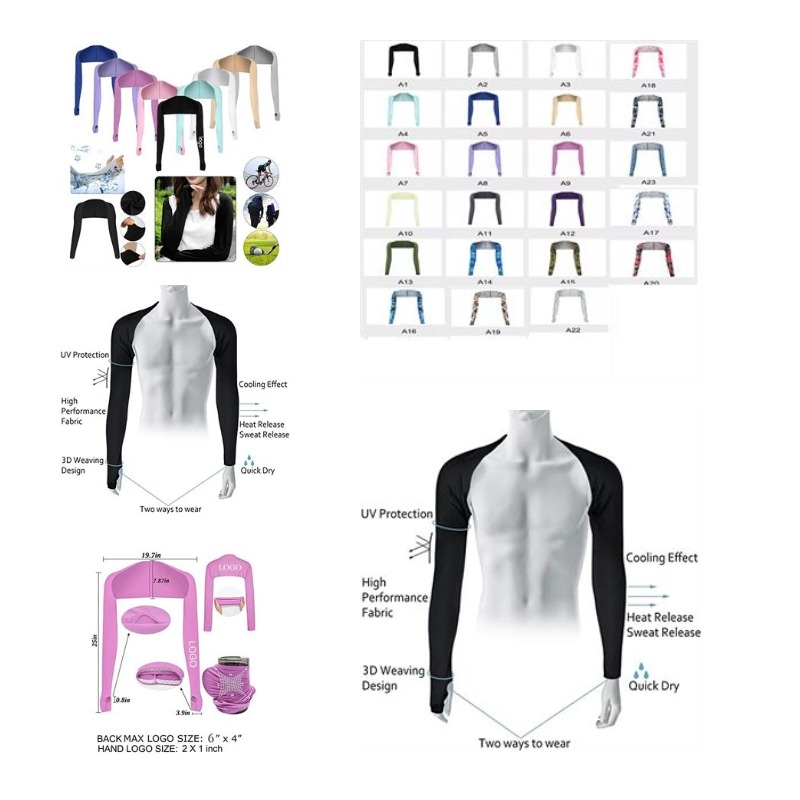 LOGO
A1 A2 A3 A18
A4 A5 A6 A21
A7 A8 A9 A23
A10 A11 A12 A17
A13 A14 A15 A20
A16 A19 A22
UV Protection
High
Performance
Fabric
3D Weaving
Design
Cooling Effect
Heat Release
Sweat Release
Quick Dry
Two ways to wear
19.7in
7.87in
25in
0.8in
3.9in
LOGO
LOGO
BACK MAX LOGO SIZE: 6" x 4"
HAND LOGO SIZE: 2 X 1 inch
UV Protection
High
Performance
Fabric
3D Weaving
Design
Cooling Effect
Heat Release
Sweat Release
Quick Dry
Two ways to wear